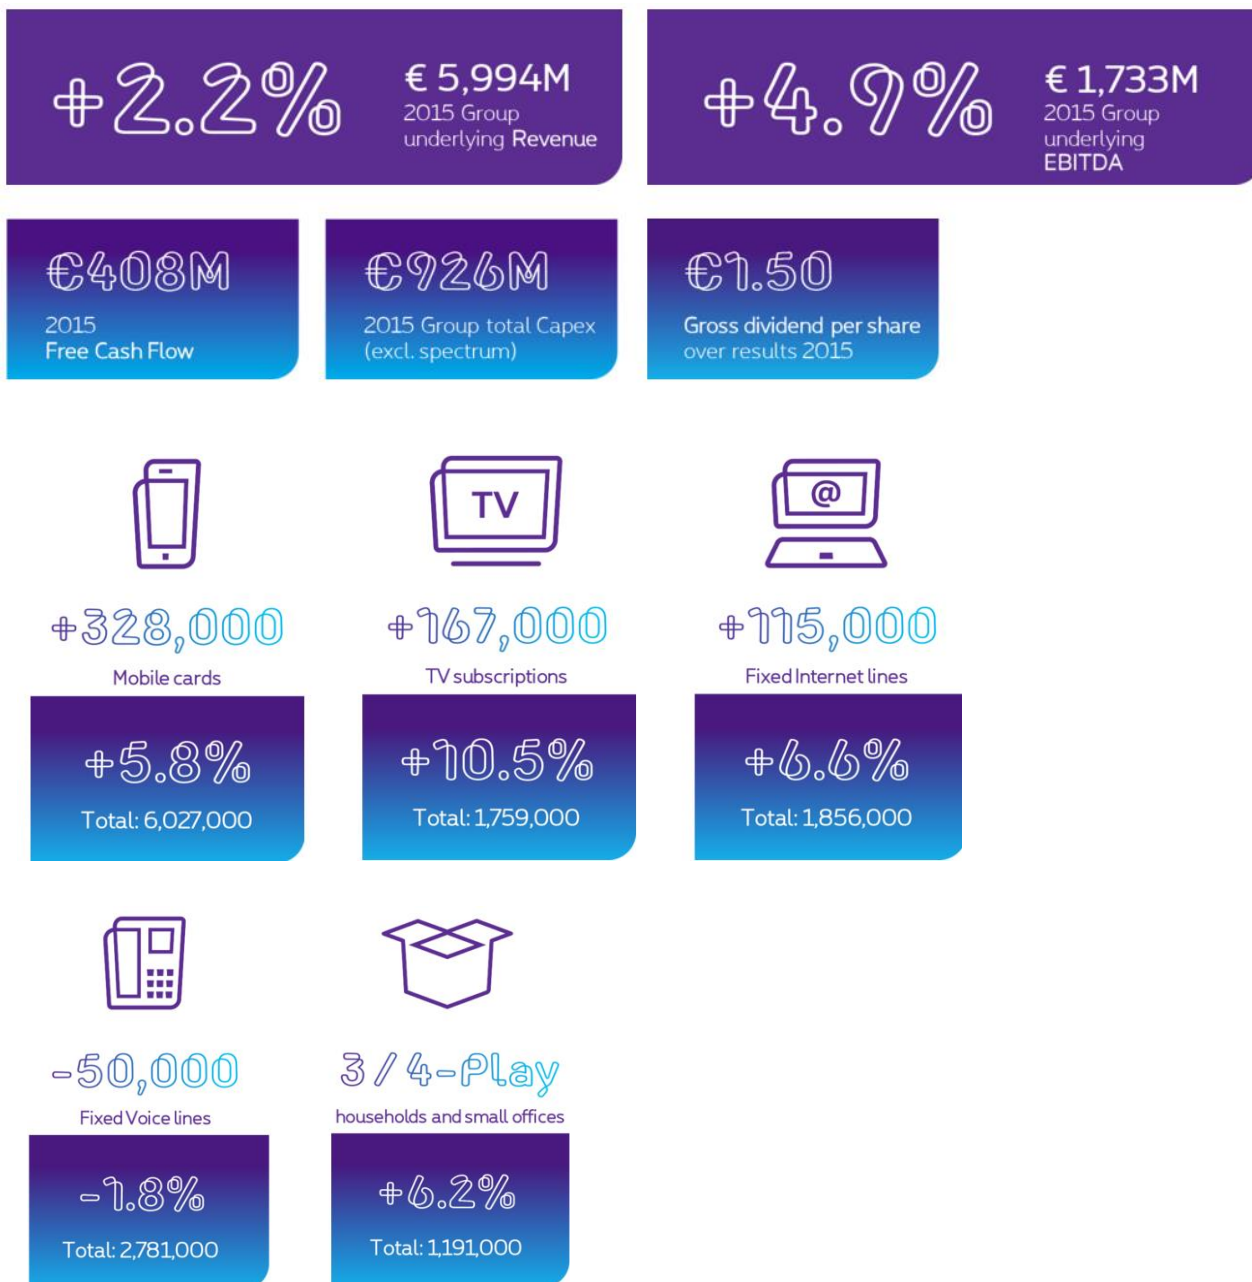 +2.2%
€ 5,994M
2015 Group
underlying Revenue
+4.9%
€ 1,733M
2015 Group
underlying
EBITDA
€408M
2015
Free Cash Flow
€926M
2015 Group total Capex
(excl. spectrum)
€1.50
Gross dividend per share
over results 2015
TV
@
+328,000
Mobile cards
+5.8%
Total: 6,027,000
+167,000
TV subscriptions
+10.5%
Total: 1,759,000
+115,000
Fixed Internet lines
+6.6%
Total: 1,856,000
-50,000
Fixed Voice lines
-1.8%
Total: 2,781,000
3/4-Play
households and small offices
+6.2%
Total: 1,191,000